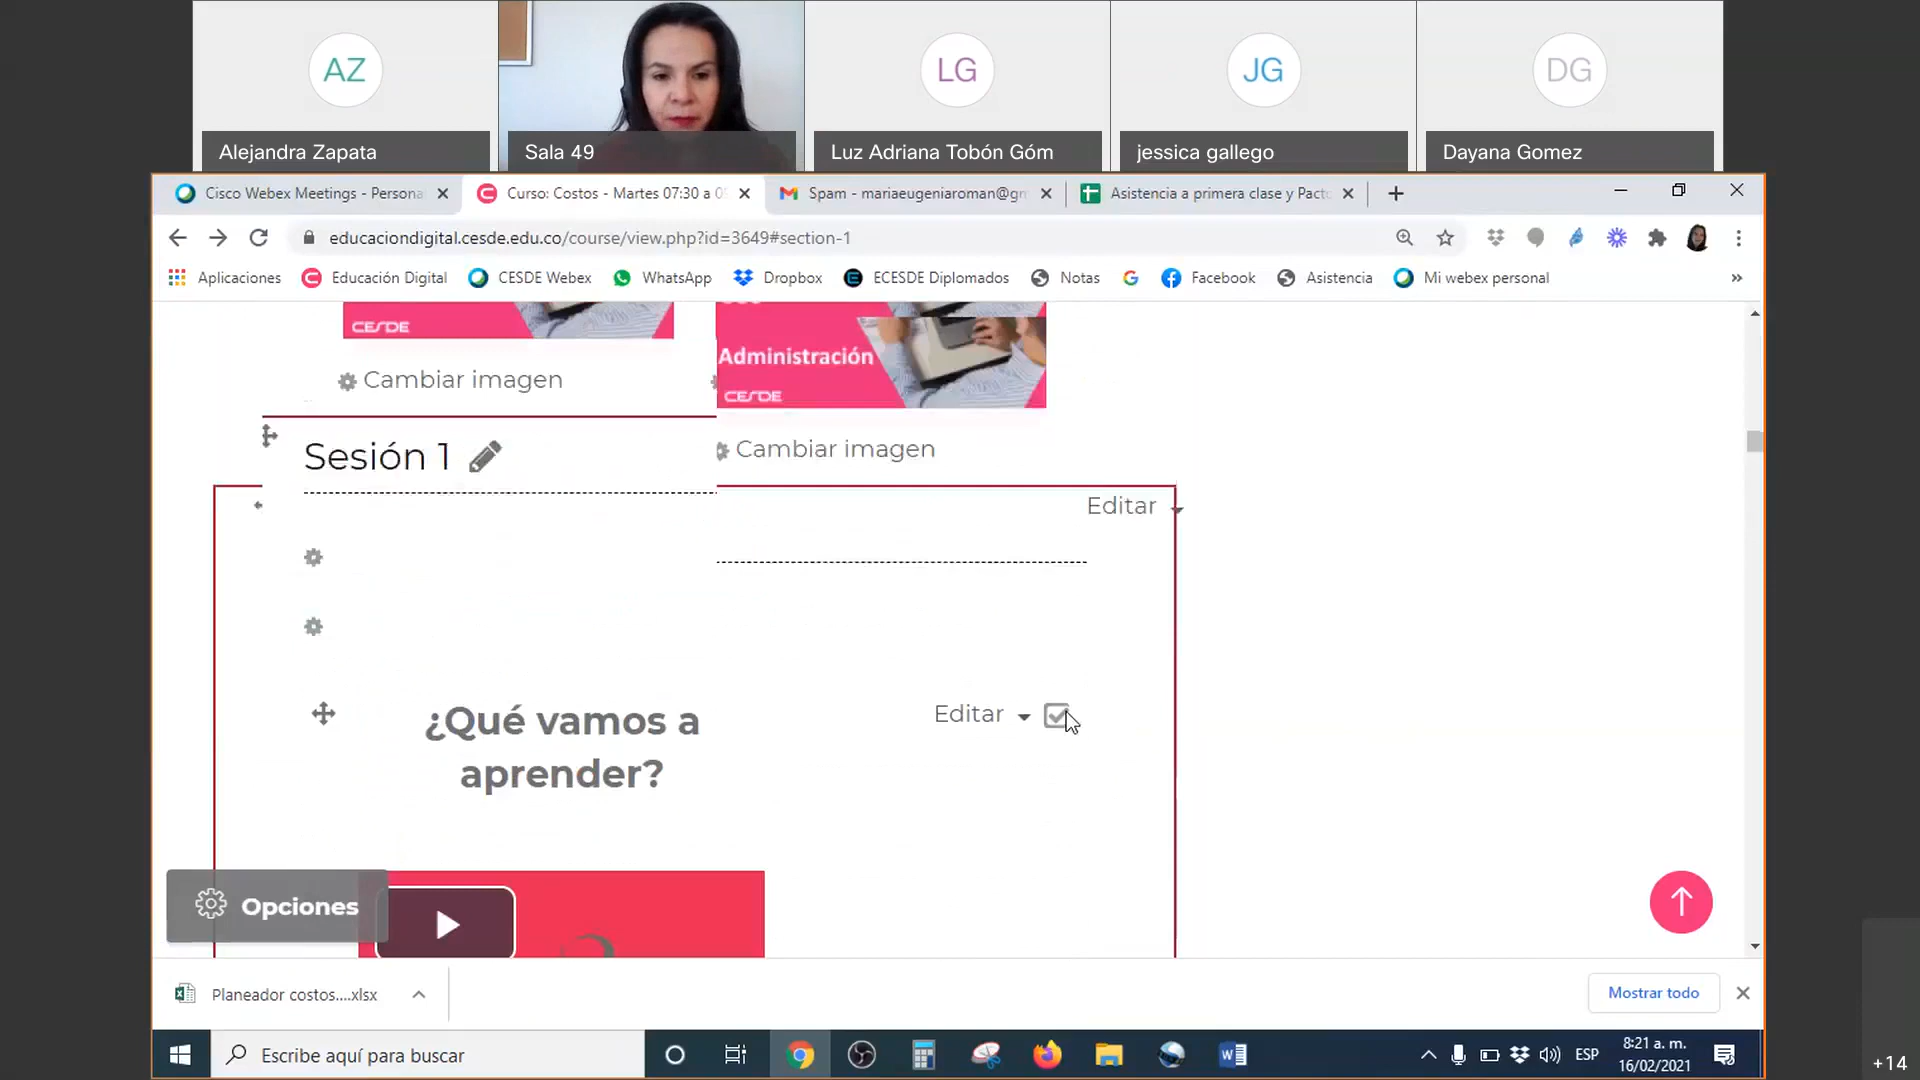 AZ
LG
JG
DG
Alejandra Zapata
Sala 49
Luz Adriana Tobón Góm
jessica gallego
Dayana Gomez
Cisco Webex Meetings - Persona
Curso: Costos - Martes 07:30 a 0
Spam - mariaeugeniaroman@gm
Asistencia a primera clase y Pacto
educaciondigital.cesde.edu.co/course/view.php?id=3649#section-1
Aplicaciones
Educación Digital
CESDE Webex
WhatsApp
Dropbox
ECESDE Diplomados
Notas
Facebook
Asistencia
Mi webex personal
»
CESDE
Administración
CESDE
Cambiar imagen
Cambiar imagen
Sesión 1
Editar
¿Qué vamos a
aprender?
Editar
Opciones
Planeador costos....xlsx
Mostrar todo
Escribe aquí para buscar
ESP
8:21 a. m.
16/02/2021
+14